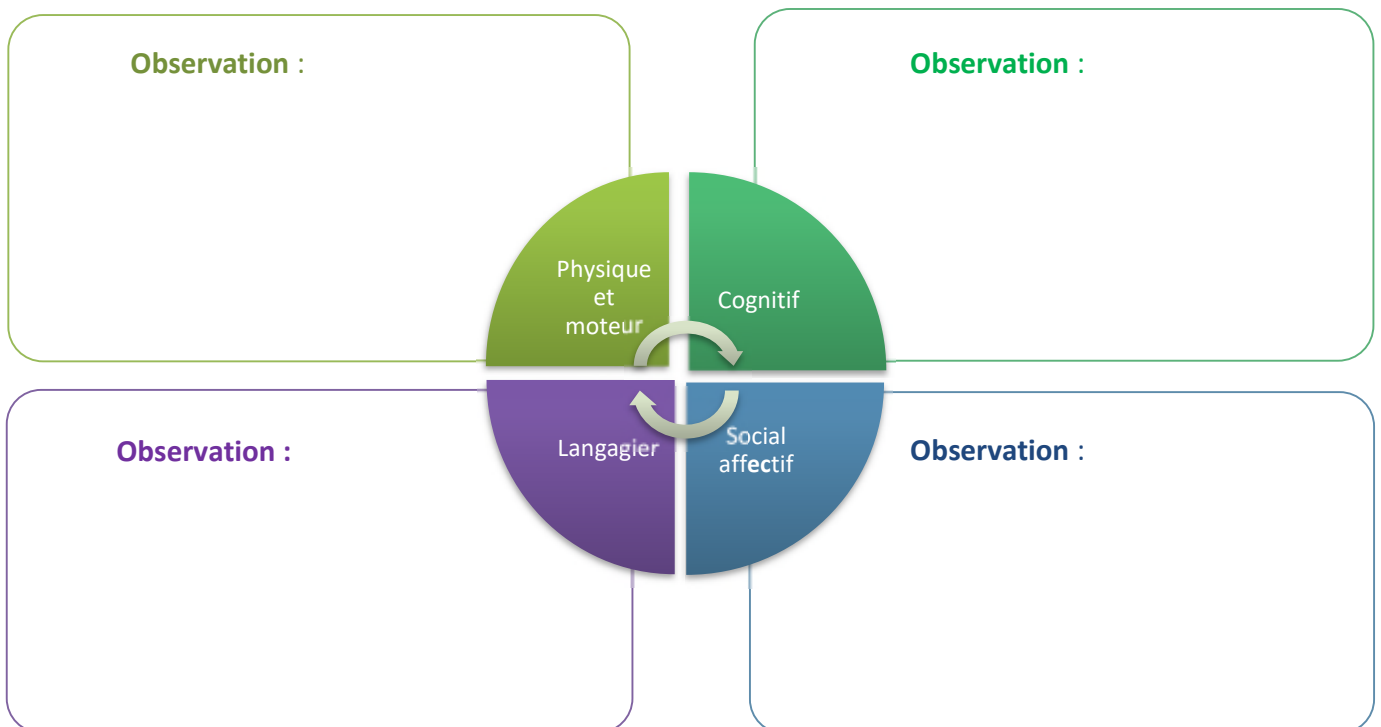 Observation :
Observation :
Physique
et
moteur
Cognitif
Langagier
Social
affectif
Observation :
Observation :